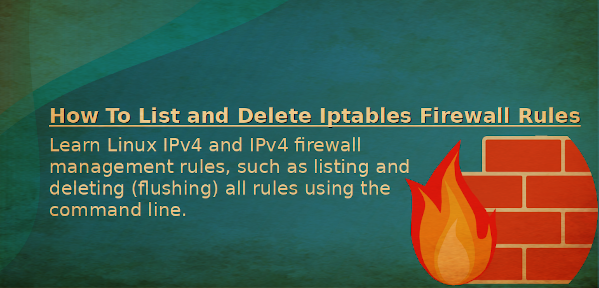 How To List and Delete Iptables Firewall Rules
Learn Linux IPv4 and IPv4 firewall
management rules, such as listing and
deleting (flushing) all rules using the
command line.